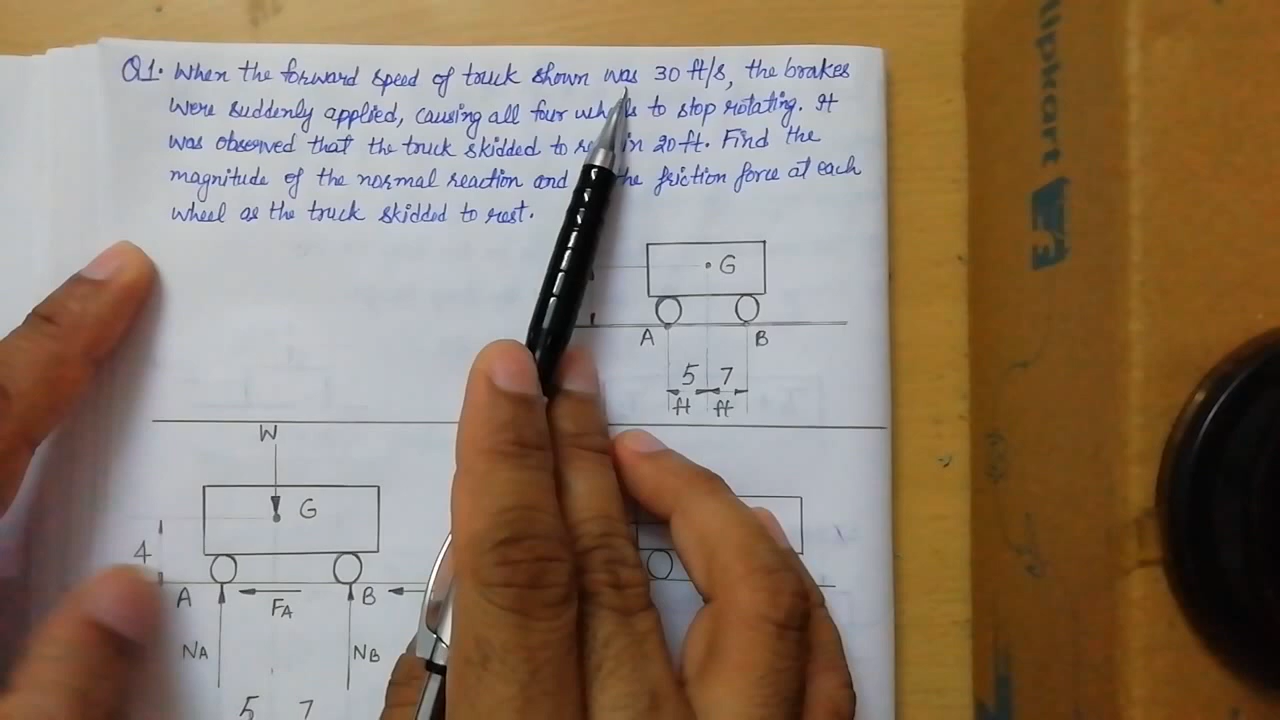 Q1. When the forward speed of truck shown was 30 ft/s, the brakes
were suddenly applied, causing all four to stop rotating. It
was observed that the truck skidded to in 20 ft. Find the
magnitude of the normal reaction and the friction force at each
wheel as the truck skidded to rest.
G
A B
5 7
ft ft
W
G
4
A FA B
NA NB
5 7
lipkart